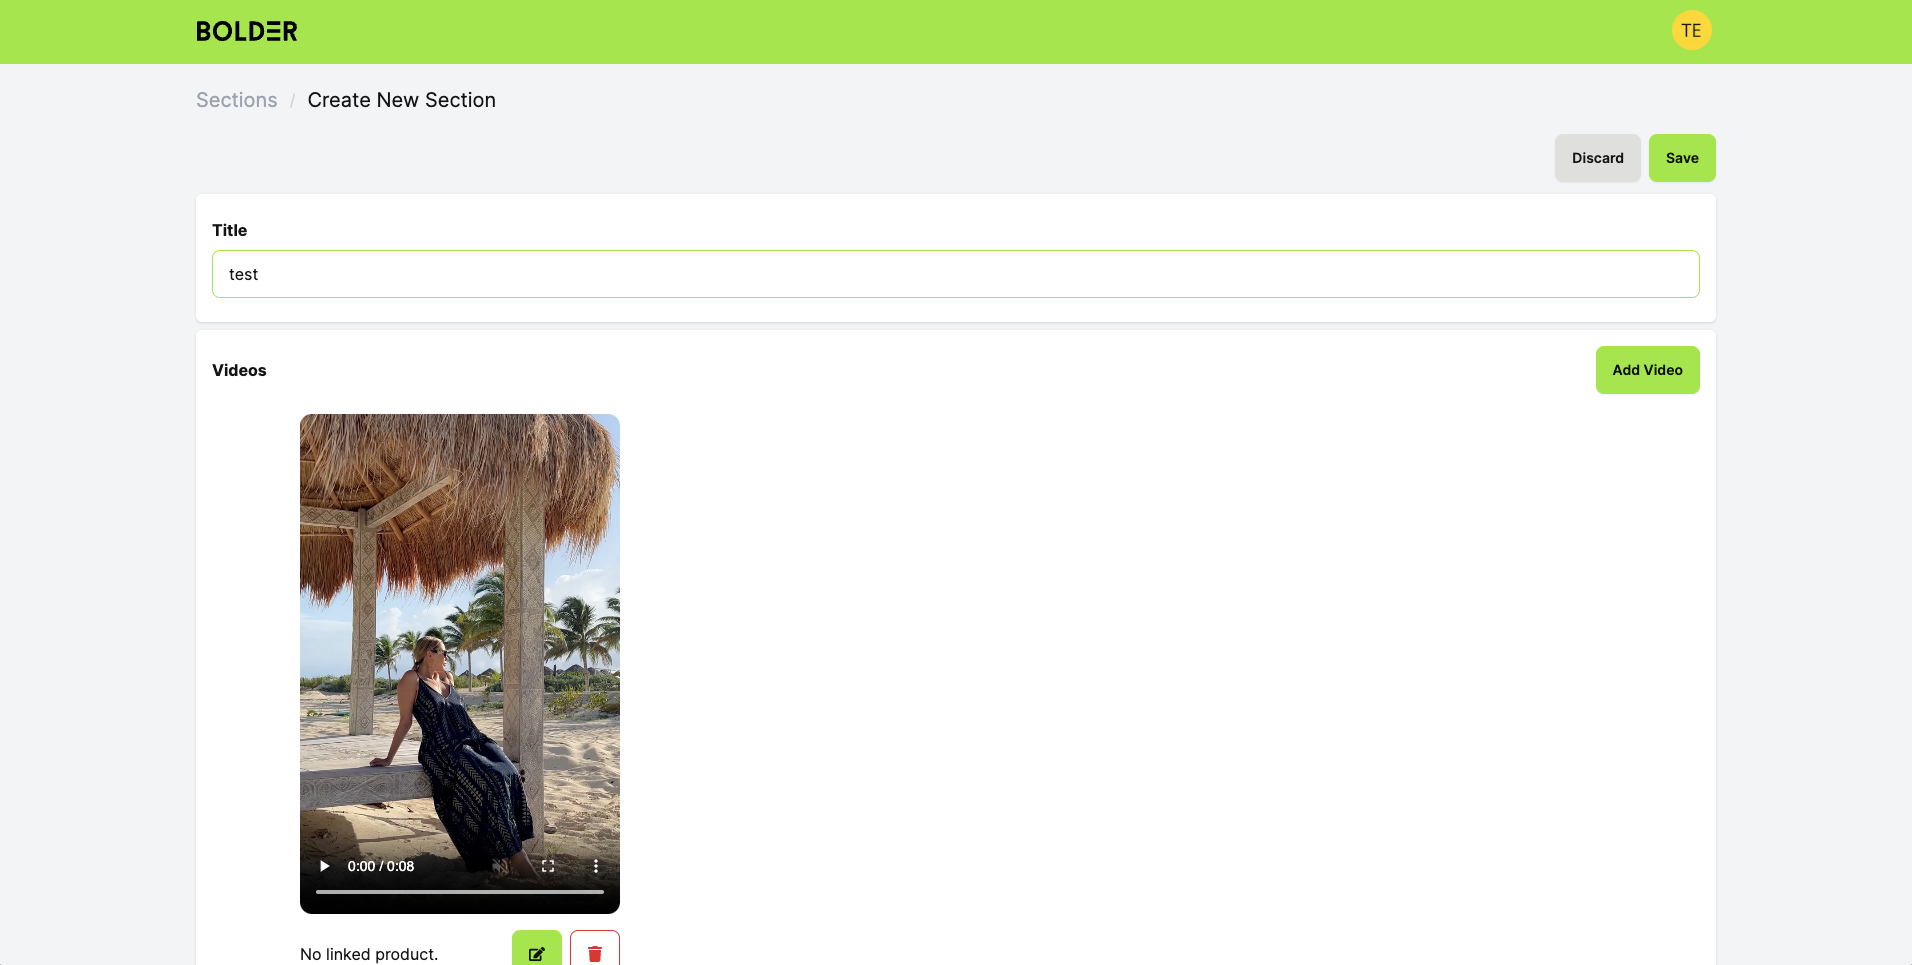 BOLDER
TE
Sections / Create New Section
Discard
Save
Title
test
Videos
Add Video
0:00 / 0:08
No linked product.